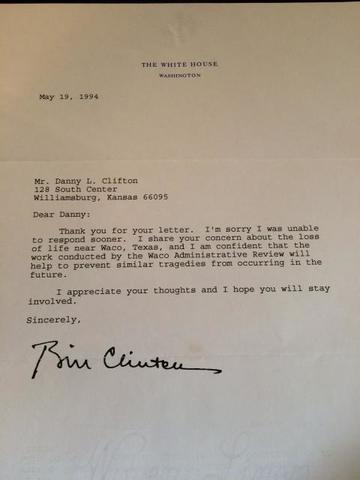 THE WHITE HOUSE
WASHINGTON
May 19, 1994
Mr. Danny L. Clifton
128 South Center
Williamsburg, Kansas 66095
Dear Danny:
Thank you for your letter. I'm sorry I was unable
to respond sooner. I share your concern about the loss
of life near Waco, Texas, and I am confident that the
work conducted by the Waco Administrative Review will
help to prevent similar tragedies from occurring in the
future.
I appreciate your thoughts and I hope you will stay
involved.
Sincerely,
Bill Clinton